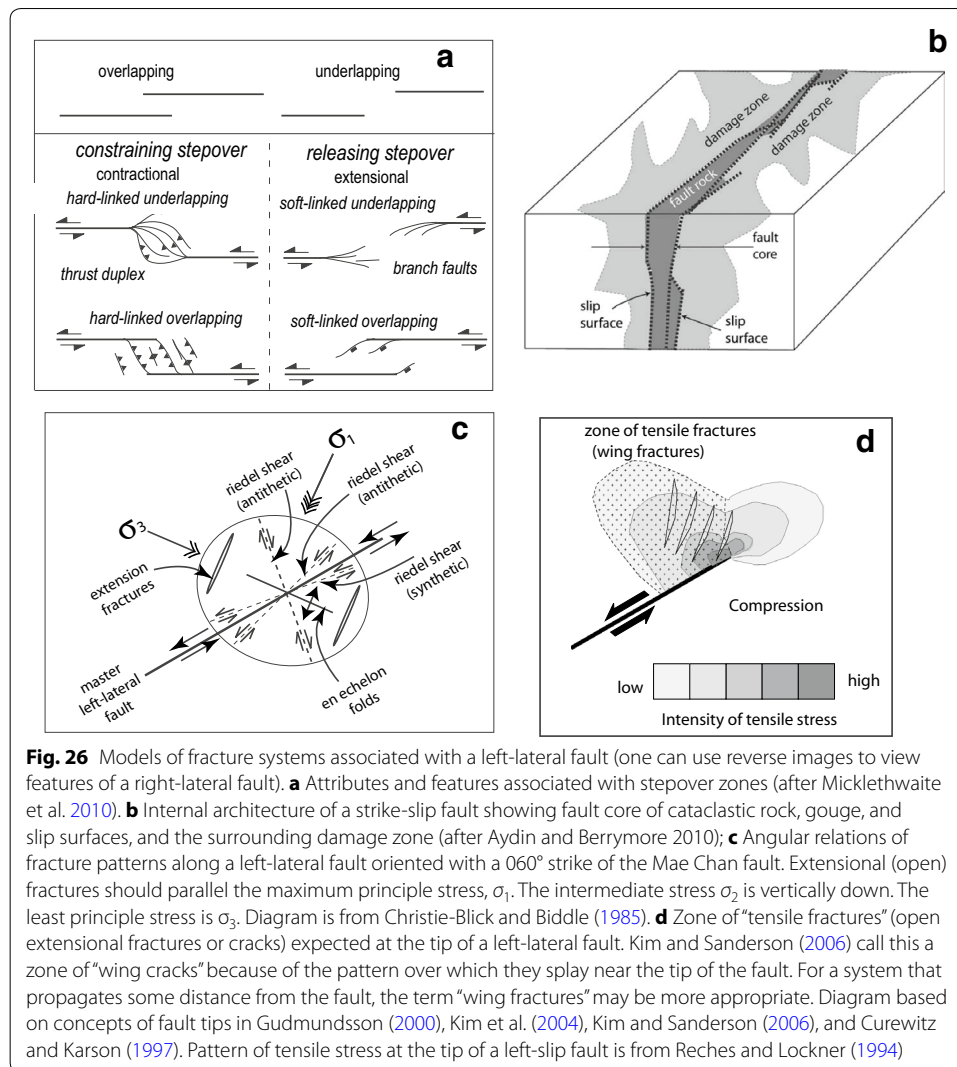 a
overlapping
underlapping
constraining stepover
contractional
releasing stepover
extensional
hard-linked underlapping
soft-linked underlapping
thrust duplex
branch faults
hard-linked overlapping
soft-linked overlapping
b
damage zone
damage zone
fault rock
fault
core
slip
surface
slip
surface
c
σ1
riedel shear
(antithetic)
riedel shear
(antithetic)
σ3
riedel shear
(synthetic)
extension
fractures
master
left-lateral
fault
en echelon
folds
d
zone of tensile fractures
(wing fractures)
Compression
low
high
Intensity of tensile stress
Fig. 26 Models of fracture systems associated with a left-lateral fault (one can use reverse images to view
features of a right-lateral fault). a Attributes and features associated with stepover zones (after Micklethwaite
et al. 2010). b Internal architecture of a strike-slip fault showing fault core of cataclastic rock, gouge, and
slip surfaces, and the surrounding damage zone (after Aydin and Berrymore 2010); c Angular relations of
fracture patterns along a left-lateral fault oriented with a 060° strike of the Mae Chan fault. Extensional (open)
fractures should parallel the maximum principle stress, σ1. The intermediate stress σ2 is vertically down. The
least principle stress is σ3. Diagram is from Christie-Blick and Biddle (1985). d Zone of “tensile fractures” (open
extensional fractures or cracks) expected at the tip of a left-lateral fault. Kim and Sanderson (2006) call this a
zone of “wing cracks” because of the pattern over which they splay near the tip of the fault. For a system that
propagates some distance from the fault, the term “wing fractures” may be more appropriate. Diagram based
on concepts of fault tips in Gudmundsson (2000), Kim et al. (2004), Kim and Sanderson (2006), and Curewitz
and Karson (1997). Pattern of tensile stress at the tip of a left-slip fault is from Reches and Lockner (1994)